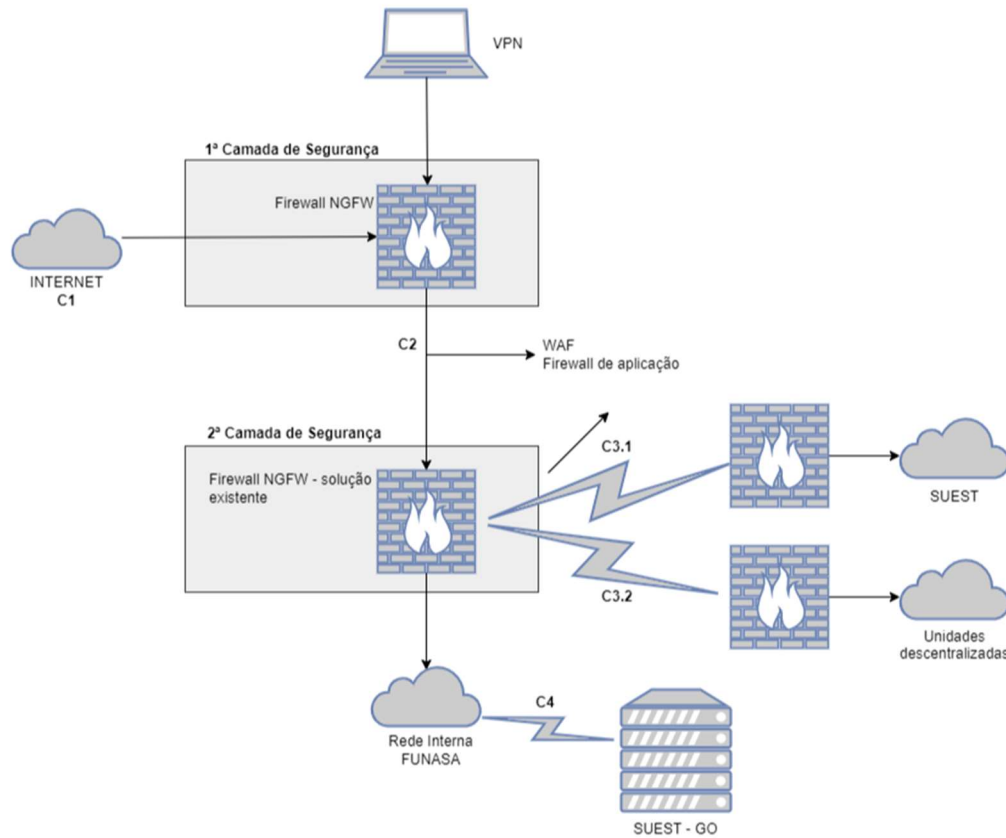 VPN
1ª Camada de Segurança
Firewall NGFW
INTERNET
C1
C2
WAF
Firewall de aplicação
2ª Camada de Segurança
Firewall NGFW - solução
existente
C3.1
SUEST
C3.2
Unidades
descentralizadas
C4
Rede Interna
FUNASA
SUEST - GO